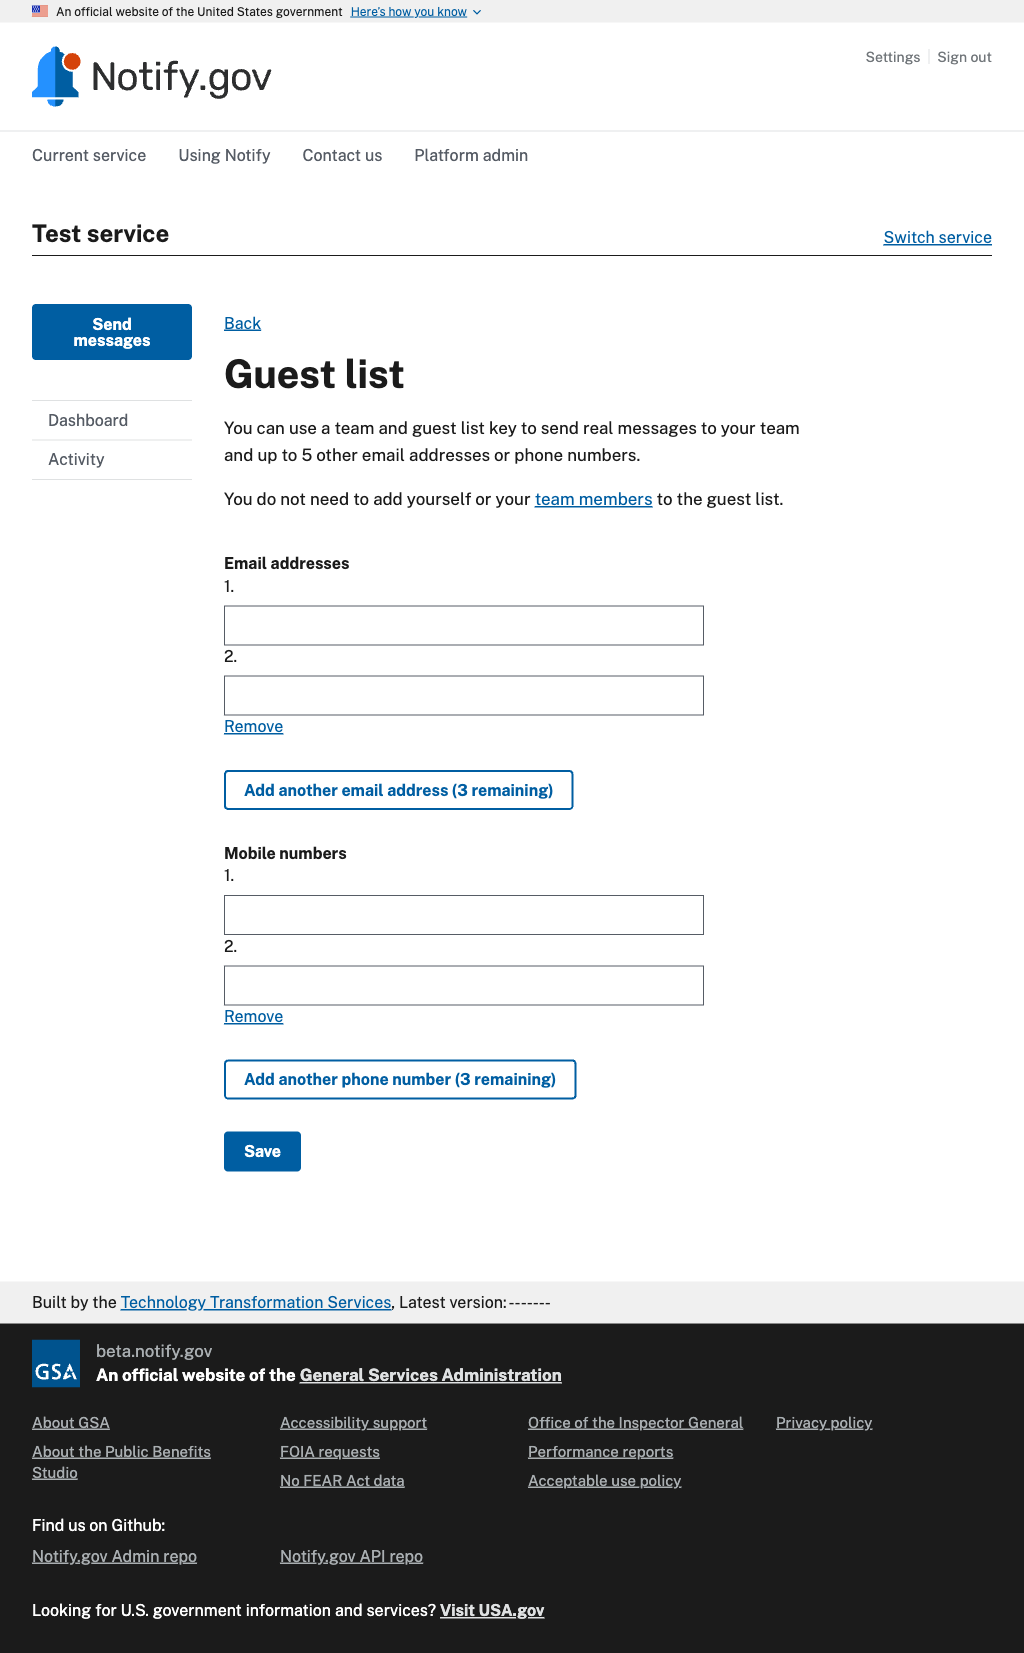 An official website of the United States government Here's how you know
Notify.gov
Settings Sign out
Current service Using Notify Contact us Platform admin
Test service
Switch service
Send
messages
Dashboard
Activity
Back
Guest list
You can use a team and guest list key to send real messages to your team
and up to 5 other email addresses or phone numbers.
You do not need to add yourself or your team members to the guest list.
Email addresses
1.
2.
Remove
Add another email address (3 remaining)
Mobile numbers
1.
2.
Remove
Add another phone number (3 remaining)
Save
Built by the Technology Transformation Services, Latest version:-------
GSA
beta.notify.gov
An official website of the General Services Administration
About GSA
About the Public Benefits
Studio
Accessibility support
FOIA requests
No FEAR Act data
Office of the Inspector General
Performance reports
Acceptable use policy
Privacy policy
Find us on Github:
Notify.gov Admin repo
Notify.gov API repo
Looking for U.S. government information and services? Visit USA.gov